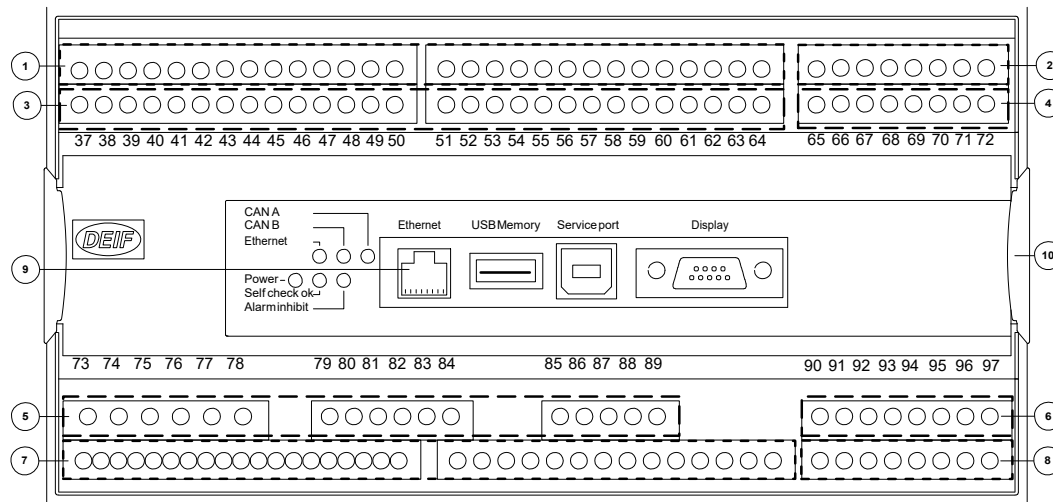 1 2
3 4
37 38 39 40 41 42 43 44 45 46 47 48 49 50 51 52 53 54 55 56 57 58 59 60 61 62 63 64 65 66 67 68 69 70 71 72
CAN A
CAN B
Ethernet
Ethernet USB Memory Service port Display
DEIF
9 10
Power
Self check ok
Alarm inhibit
73 74 75 76 77 78 79 80 81 82 83 84 85 86 87 88 89 90 91 92 93 94 95 96 97
5 6
7 8